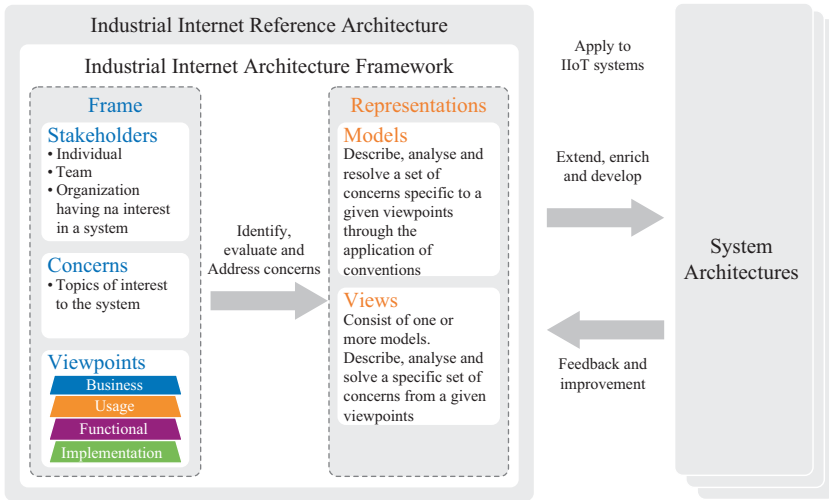 Industrial Internet Reference Architecture
Industrial Internet Architecture Framework
Frame
Stakeholders
• Individual
• Team
• Organization
having na interest
in a system
Concerns
• Topics of interest
to the system
Viewpoints
Business
Usage
Functional
Implementation
Identify,
evaluate and
Address concerns
Representations
Models
Describe, analyse and
resolve a set of
concerns specific to a
given viewpoints
through the
application of
conventions
Views
Consist of one or
more models.
Describe, analyse and
solve a specific set of
concerns from a given
viewpoints
Apply to
IIoT systems
Extend, enrich
and develop
Feedback and
improvement
System
Architectures